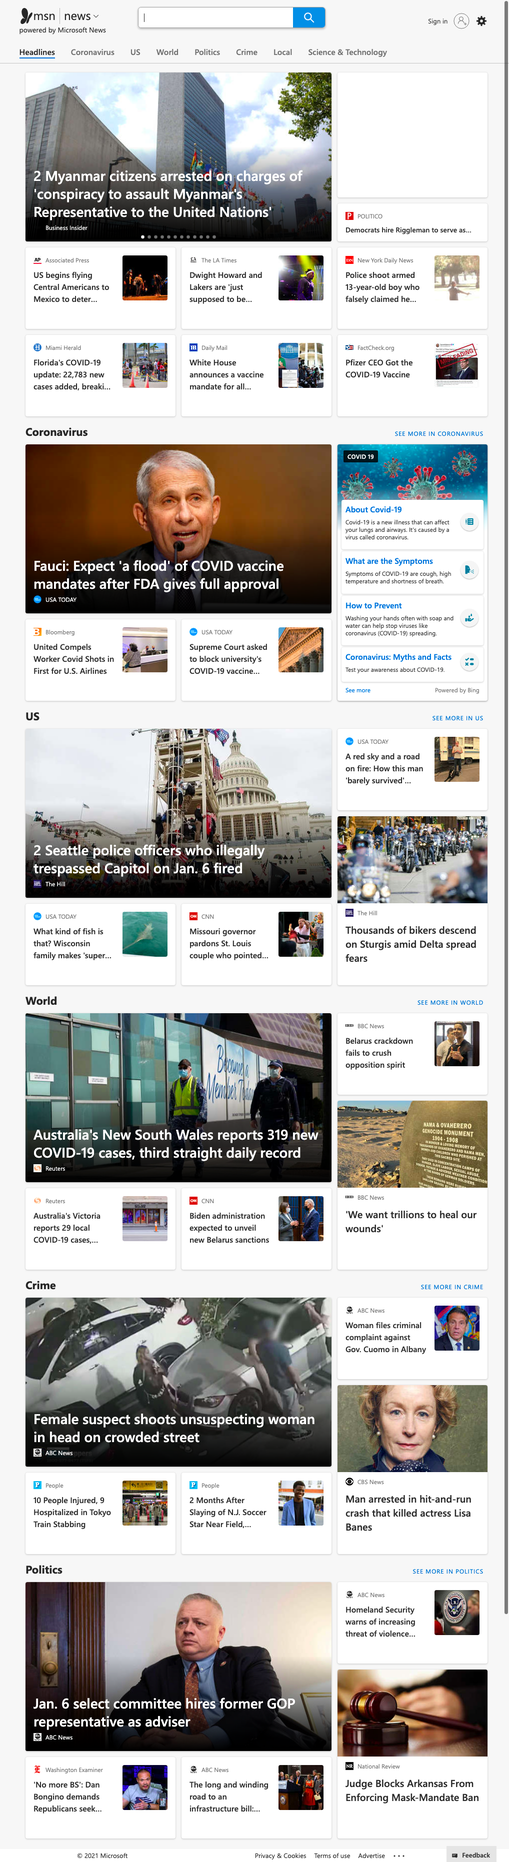 msn | news
powered by Microsoft News
Sign in
Headlines Coronavirus US World Politics Crime Local Science & Technology
2 Myanmar citizens arrested on charges of
'conspiracy to assault Myanmar's
Representative to the United Nations'
Business Insider
POLITICO
Democrats hire Riggleman to serve as...
Associated Press
US begins flying
Central Americans to
Mexico to deter...
The LA Times
Dwight Howard and
Lakers are 'just
supposed to be...
New York Daily News
Police shoot armed
13-year-old boy who
falsely claimed he...
Miami Herald
Florida's COVID-19
update: 22,783 new
cases added, breaki...
Daily Mail
White House
announces a vaccine
mandate for all...
FactCheck.org
Pfizer CEO Got the
COVID-19 Vaccine
Coronavirus
SEE MORE IN CORONAVIRUS
Fauci: Expect 'a flood' of COVID vaccine
mandates after FDA gives full approval
USA TODAY
COVID 19
About Covid-19
Covid-19 is a new illness that can affect
your lungs and airways. It's caused by a
virus called coronavirus.
What are the Symptoms
Symptoms of COVID-19 are cough, high
temperature and shortness of breath.
How to Prevent
Washing your hands often with soap and
water can help stop viruses like
coronavirus (COVID-19) spreading.
Coronavirus: Myths and Facts
Test your awareness about COVID-19.
See more
Powered by Bing
Bloomberg
United Compels
Worker Covid Shots in
First for U.S. Airlines
USA TODAY
Supreme Court asked
to block university's
COVID-19 vaccine...
US
SEE MORE IN US
2 Seattle police officers who illegally
trespassed Capitol on Jan. 6 fired
The Hill
USA TODAY
A red sky and a road
on fire: How this man
'barely survived'...
The Hill
Thousands of bikers descend
on Sturgis amid Delta spread
fears
USA TODAY
What kind of fish is
that? Wisconsin
family makes 'super...
CNN
Missouri governor
pardons St. Louis
couple who pointed...
World
SEE MORE IN WORLD
Australia's New South Wales reports 319 new
COVID-19 cases, third straight daily record
Reuters
BBC News
Belarus crackdown
fails to crush
opposition spirit
NAMA & OVAHERERO
GENOCIDE MONUMENT
1904 - 1908
BBC News
'We want trillions to heal our
wounds'
Reuters
Australia's Victoria
reports 29 local
COVID-19 cases,...
CNN
Biden administration
expected to unveil
new Belarus sanctions
Crime
SEE MORE IN CRIME
Female suspect shoots unsuspecting woman
in head on crowded street
ABC News
ABC News
Woman files criminal
complaint against
Gov. Cuomo in Albany
CBS News
Man arrested in hit-and-run
crash that killed actress Lisa
Banes
People
10 People Injured, 9
Hospitalized in Tokyo
Train Stabbing
People
2 Months After
Slaying of N.J. Soccer
Star Near Field,...
Politics
SEE MORE IN POLITICS
Jan. 6 select committee hires former GOP
representative as adviser
ABC News
ABC News
Homeland Security
warns of increasing
threat of violence...
National Review
Judge Blocks Arkansas From
Enforcing Mask-Mandate Ban
Washington Examiner
'No more BS': Dan
Bongino demands
Republicans seek...
ABC News
The long and winding
road to an
infrastructure bill:...
© 2021 Microsoft
Privacy & Cookies Terms of use Advertise ...
Feedback